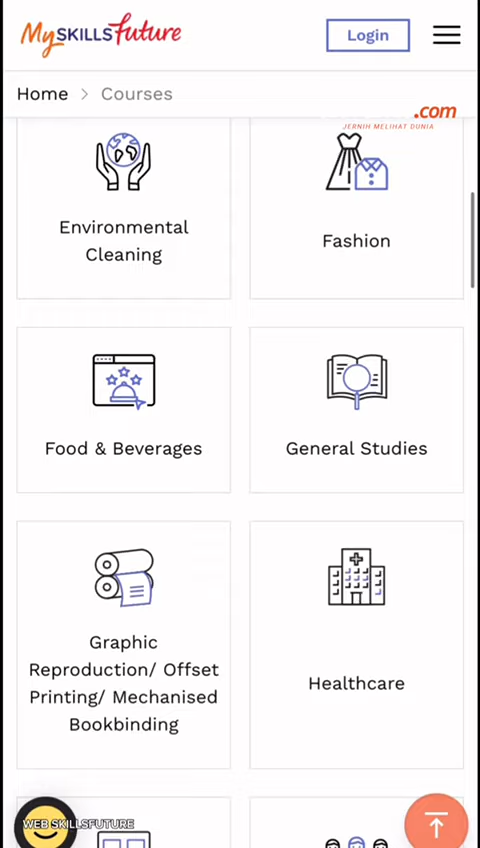 MySKILLSfuture
Login
Home > Courses
.com
JERNIH MELIHAT DUNIA
Environmental
Cleaning
Fashion
Food & Beverages
General Studies
Graphic
Reproduction/ Offset
Printing/ Mechanised
Bookbinding
Healthcare
WEB SKILLSFUTURE